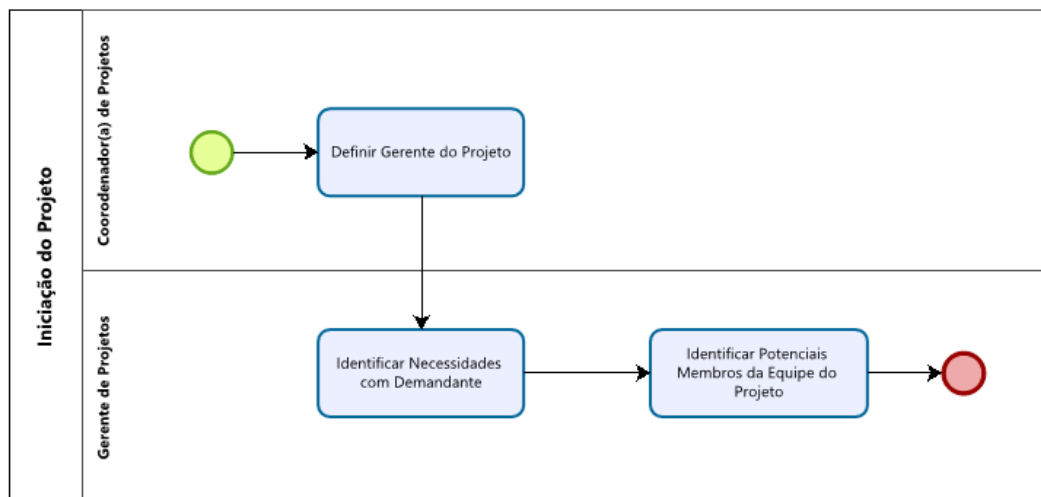 Iniciação do Projeto
Coorodenador(a) de Projetos
Definir Gerente do Projeto
Gerente de Projetos
Identificar Necessidades
com Demandante
Identificar Potenciais
Membros da Equipe do
Projeto